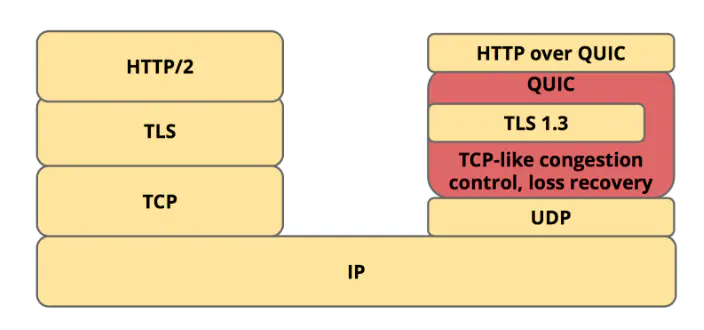 HTTP/2
TLS
TCP
HTTP over QUIC
QUIC
TLS 1.3
TCP-like congestion
control, loss recovery
UDP
IP